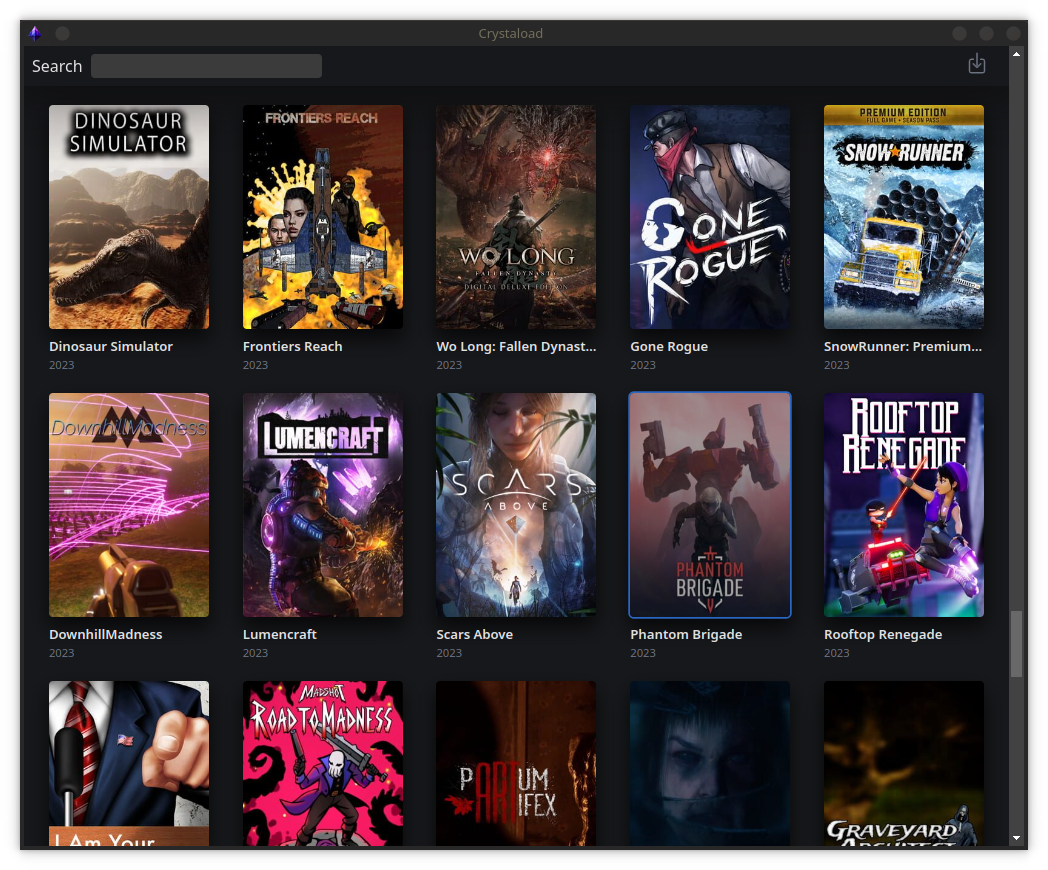 Crystaload
Search
DINOSAUR
SIMULATOR
FRONTIERS REACH
WO LONG
FALLEN DYNASTY
DIGITAL DELUXE EDITION
GONE
ROGUE
PREMIUM EDITION
FULL GAME + SEASON PASS
SNOWRUNNER
Dinosaur Simulator
2023
Frontiers Reach
2023
Wo Long: Fallen Dynast...
2023
Gone Rogue
2023
SnowRunner: Premium...
2023
DownhillMadness
LUMENCRAFT
SCARS
ABOVE
PHANTOM
BRIGADE
ROOFTOP
RENEGADE
DownhillMadness
2023
Lumencraft
2023
Scars Above
2023
Phantom Brigade
2023
Rooftop Renegade
2023
I Am Your
MADSHOT
ROAD TO MADNESS
PARTIUM
ARTIFEX
GRAVEYARD
ARCHITECT